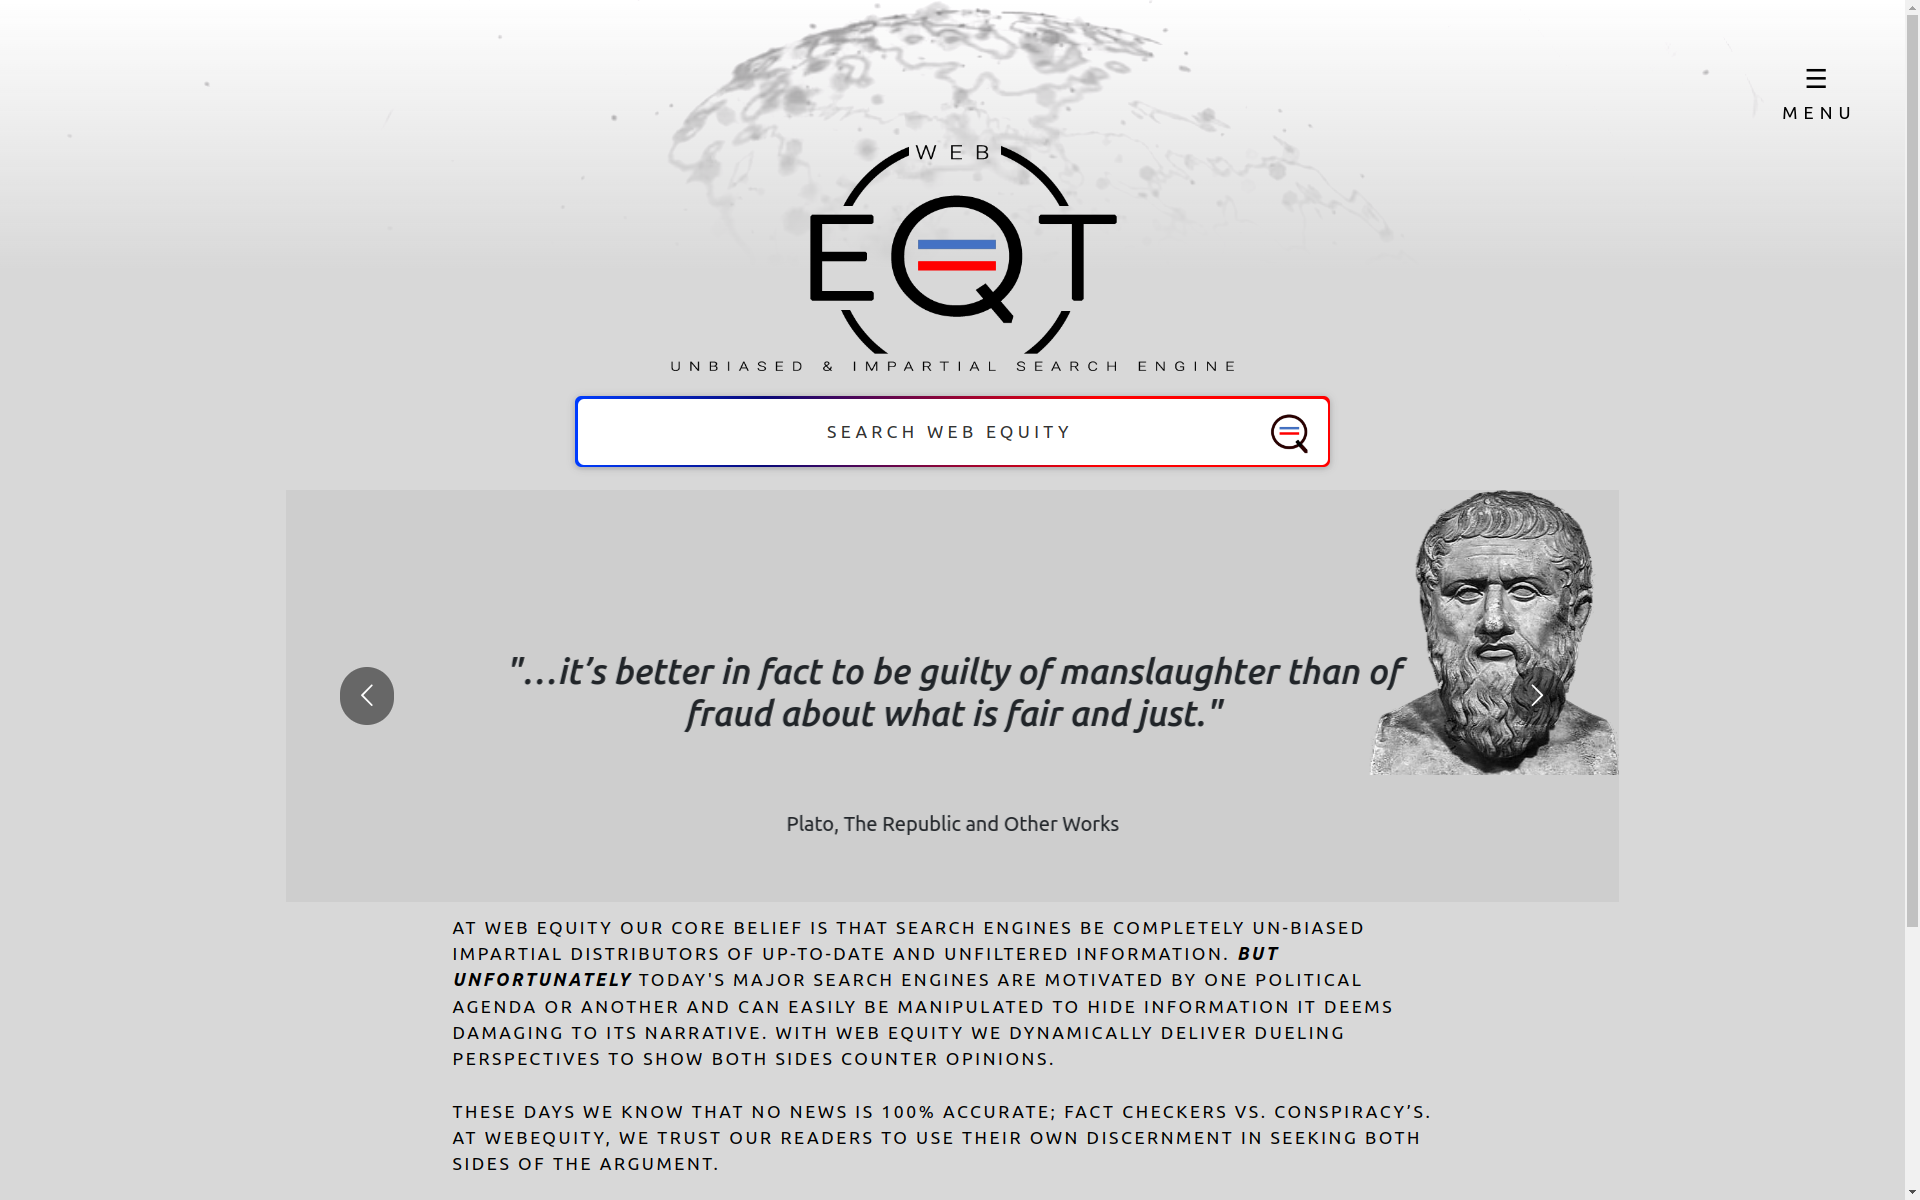 ☰
MENU
WEB
EQT
UNBIASED & IMPARTIAL SEARCH ENGINE
SEARCH WEB EQUITY
"…it’s better in fact to be guilty of manslaughter than of
fraud about what is fair and just."
Plato, The Republic and Other Works
AT WEB EQUITY OUR CORE BELIEF IS THAT SEARCH ENGINES BE COMPLETELY UN-BIASED
IMPARTIAL DISTRIBUTORS OF UP-TO-DATE AND UNFILTERED INFORMATION. BUT
UNFORTUNATELY TODAY'S MAJOR SEARCH ENGINES ARE MOTIVATED BY ONE POLITICAL
AGENDA OR ANOTHER AND CAN EASILY BE MANIPULATED TO HIDE INFORMATION IT DEEMS
DAMAGING TO ITS NARRATIVE. WITH WEB EQUITY WE DYNAMICALLY DELIVER DUELING
PERSPECTIVES TO SHOW BOTH SIDES COUNTER OPINIONS.
THESE DAYS WE KNOW THAT NO NEWS IS 100% ACCURATE; FACT CHECKERS VS. CONSPIRACY’S.
AT WEBEQUITY, WE TRUST OUR READERS TO USE THEIR OWN DISCERNMENT IN SEEKING BOTH
SIDES OF THE ARGUMENT.